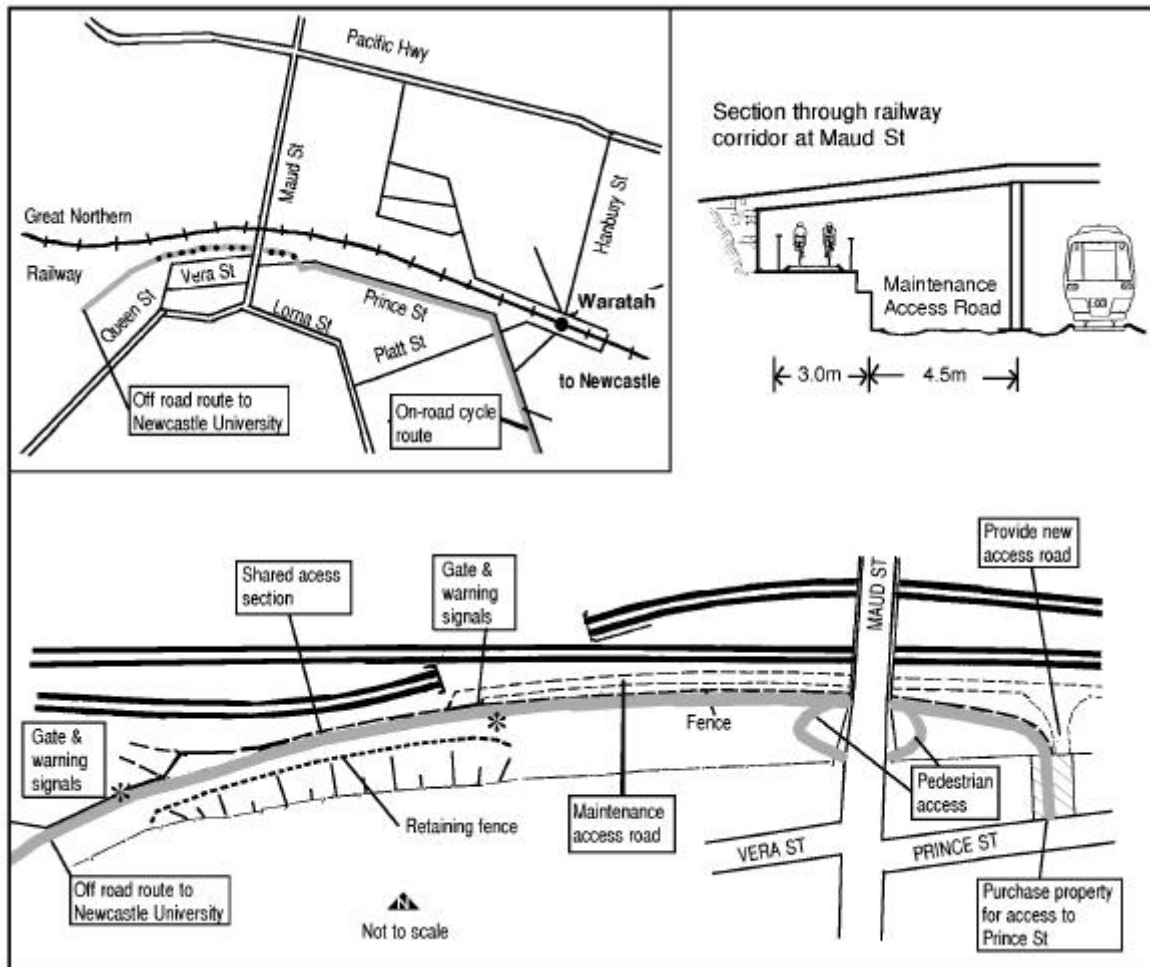 Pacific Hwy
Maud St
Hanbury St
Great Northern
Railway
Vera St
Queen St
Lorna St
Prince St
Platt St
Waratah
to Newcastle
Off road route to
Newcastle University
On-road cycle
route
Section through railway
corridor at Maud St
Maintenance
Access Road
3.0m
4.5m
Provide new
access road
Shared acess
section
Gate &
warning
signals
MAUD ST
Gate &
warning
signals
Fence
Pedestrian
access
Retaining fence
Maintenance
access road
VERA ST
PRINCE ST
Off road route to
Newcastle University
N
Not to scale
Purchase property
for access to
Prince St